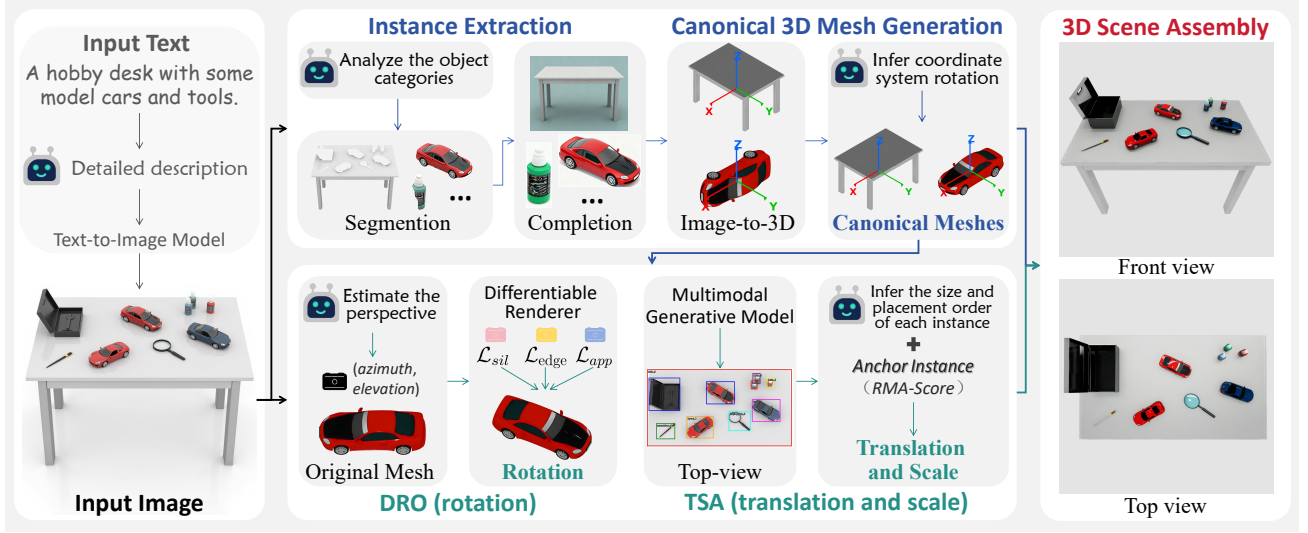 Input Text
A hobby desk with some
model cars and tools.
Detailed description
Text-to-Image Model
Input Image
Instance Extraction
Analyze the object
categories
Segmention
...
Completion
...
Canonical 3D Mesh Generation
Z
X
Y
Z
X
Y
Image-to-3D
Infer coordinate
system rotation
Z
X
Y
Z
X
Y
Canonical Meshes
Estimate the
perspective
(azimuth,
elevation)
Original Mesh
Differentiable
Renderer
ℒsil ℒedge ℒapp
Rotation
DRO (rotation)
Multimodal
Generative Model
Top-view
Infer the size and
placement order
of each instance
+
Anchor Instance
(RMA-Score)
Translation
and Scale
TSA (translation and scale)
3D Scene Assembly
Front view
Top view